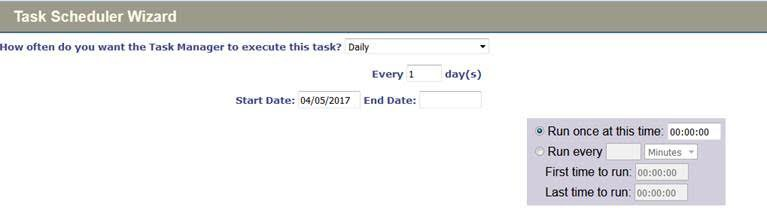 Task Scheduler Wizard
How often do you want the Task Manager to execute this task? Daily
Every 1 day(s)
Start Date: 04/05/2017 End Date:
Run once at this time: 00:00:00
Run every Minutes
First time to run: 00:00:00
Last time to run: 00:00:00